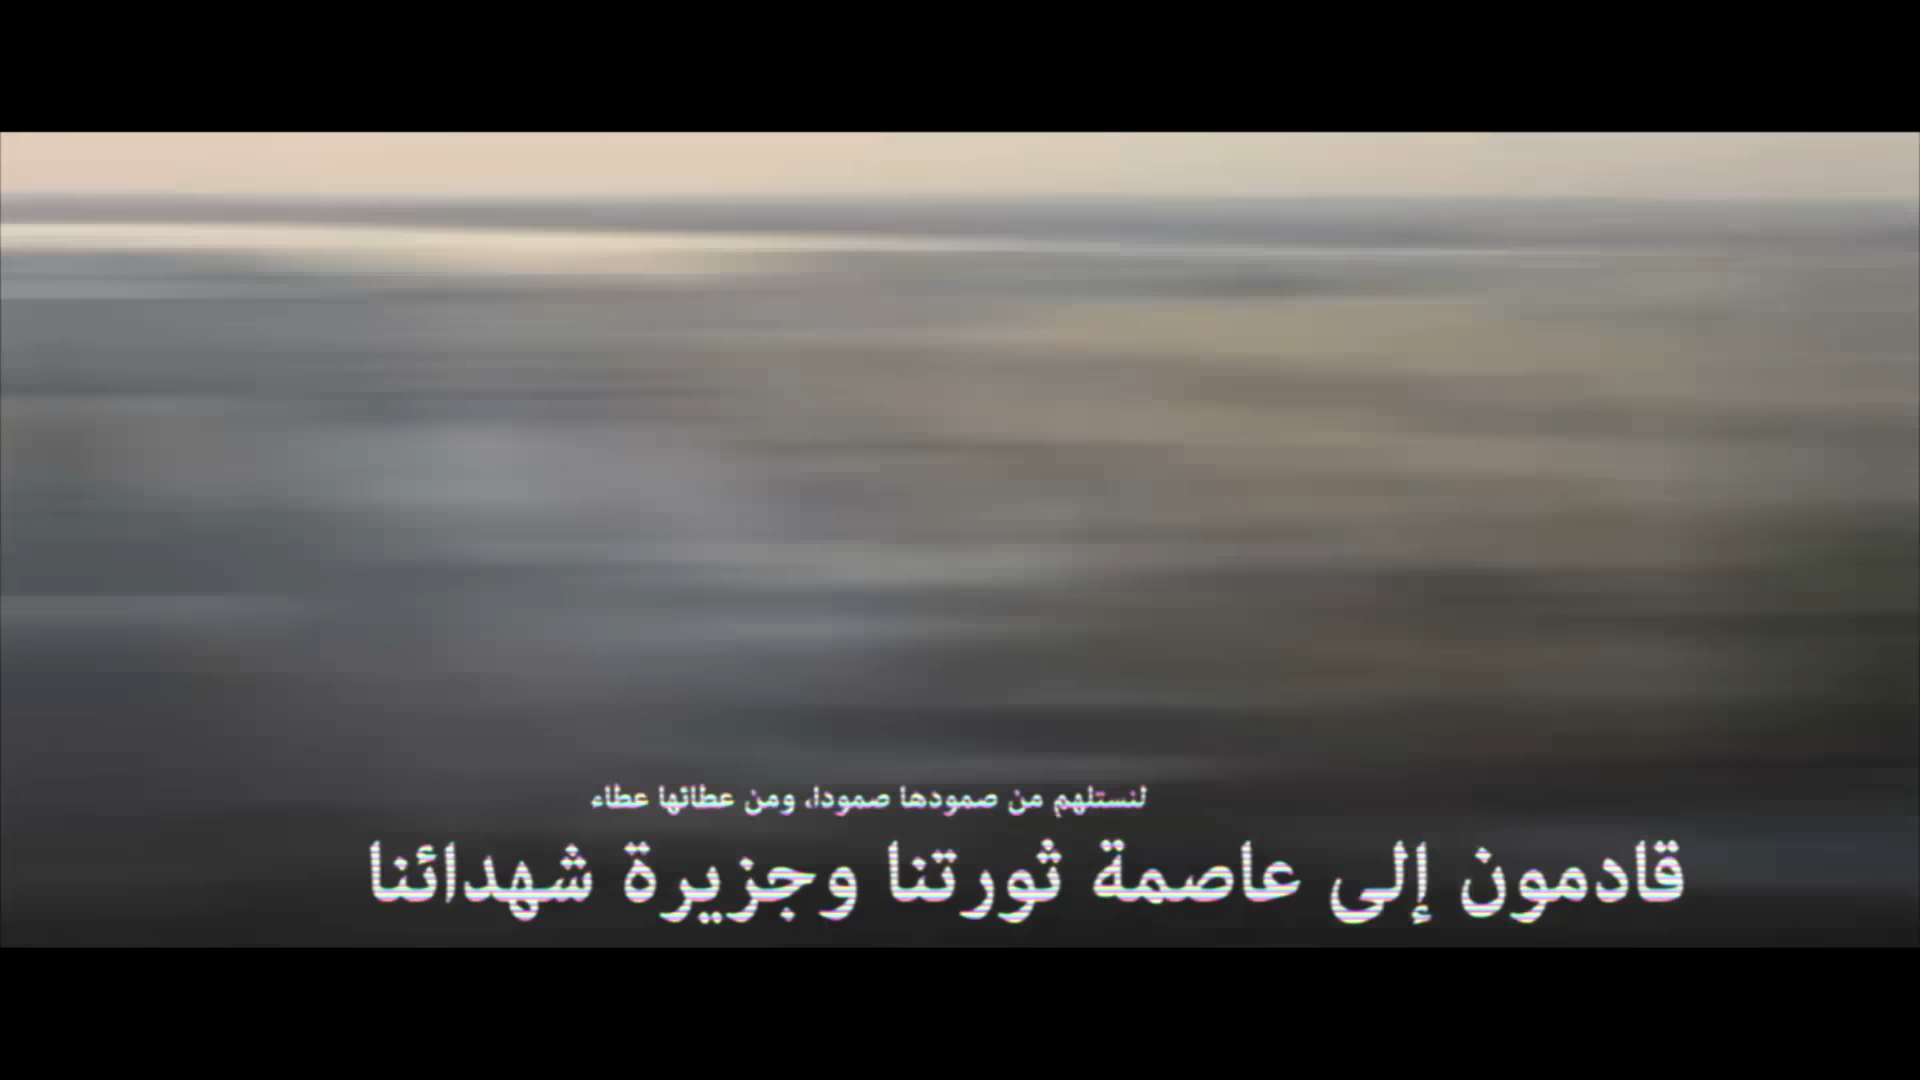 لنستلهم من صمودها صمودا، ومن عطائها عطاء
قادمون إلى عاصمة ثورتنا وجزيرة شهدائنا